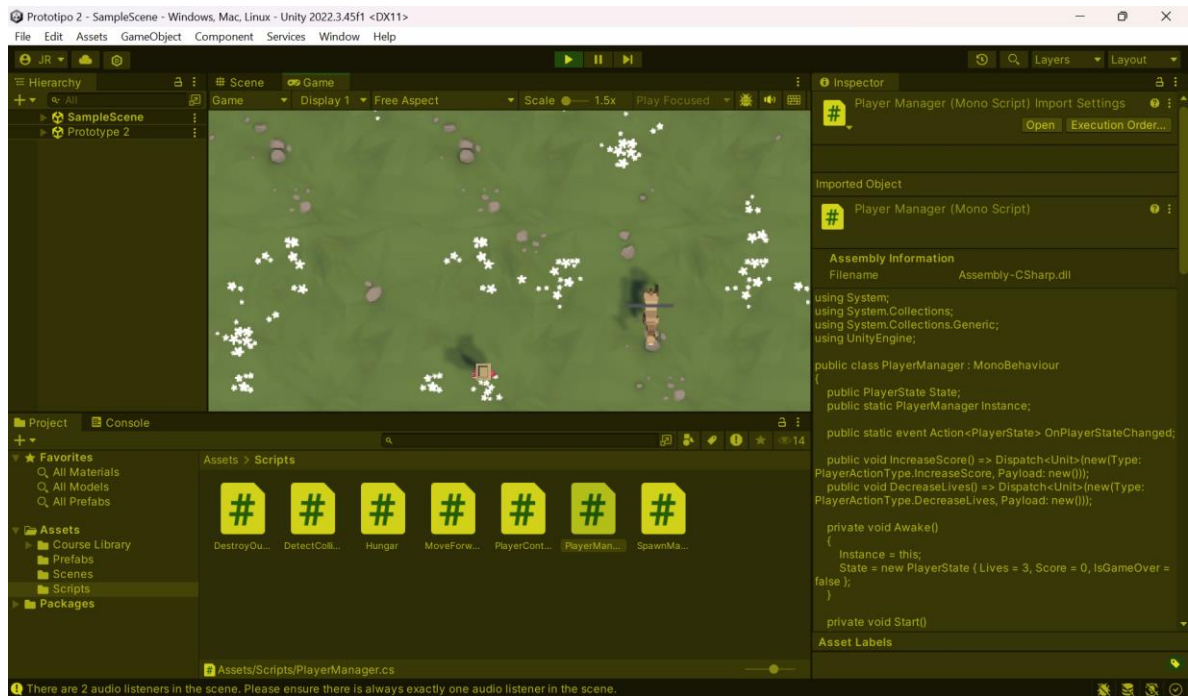 Prototipo 2 - SampleScene - Windows, Mac, Linux - Unity 2022.3.45f1 <DX11>
File Edit Assets GameObject Component Services Window Help
JR Layers Layout
Hierarchy
All
SampleScene
Prototype 2
Scene Game
Game Display 1 Free Aspect Scale 1.5x Play Focused
Inspector
Player Manager (Mono Script) Import Settings
Open Execution Order...
Imported Object
Player Manager (Mono Script)
Assembly Information
Filename Assembly-CSharp.dll
using System;
using System.Collections;
using System.Collections.Generic;
using UnityEngine;
public class PlayerManager : MonoBehaviour
{
public PlayerState State;
public static PlayerManager Instance;
public static event Action<PlayerState> OnPlayerStateChanged;
public void IncreaseScore() => Dispatch<Unit>(new(Type:
PlayerActionType.IncreaseScore, Payload: new()));
public void DecreaseLives() => Dispatch<Unit>(new(Type:
PlayerActionType.DecreaseLives, Payload: new()));
private void Awake()
{
Instance = this;
State = new PlayerState { Lives = 3, Score = 0, IsGameOver =
false };
}
private void Start()
Asset Labels
Project Console
14
Favorites
All Materials
All Models
All Prefabs
Assets
Course Library
Prefabs
Scenes
Scripts
Packages
Assets > Scripts
DestroyOu... DetectColli... Hungar MoveForw... PlayerCont... PlayerMan... SpawnMa...
Assets/Scripts/PlayerManager.cs
There are 2 audio listeners in the scene. Please ensure there is always exactly one audio listener in the scene.